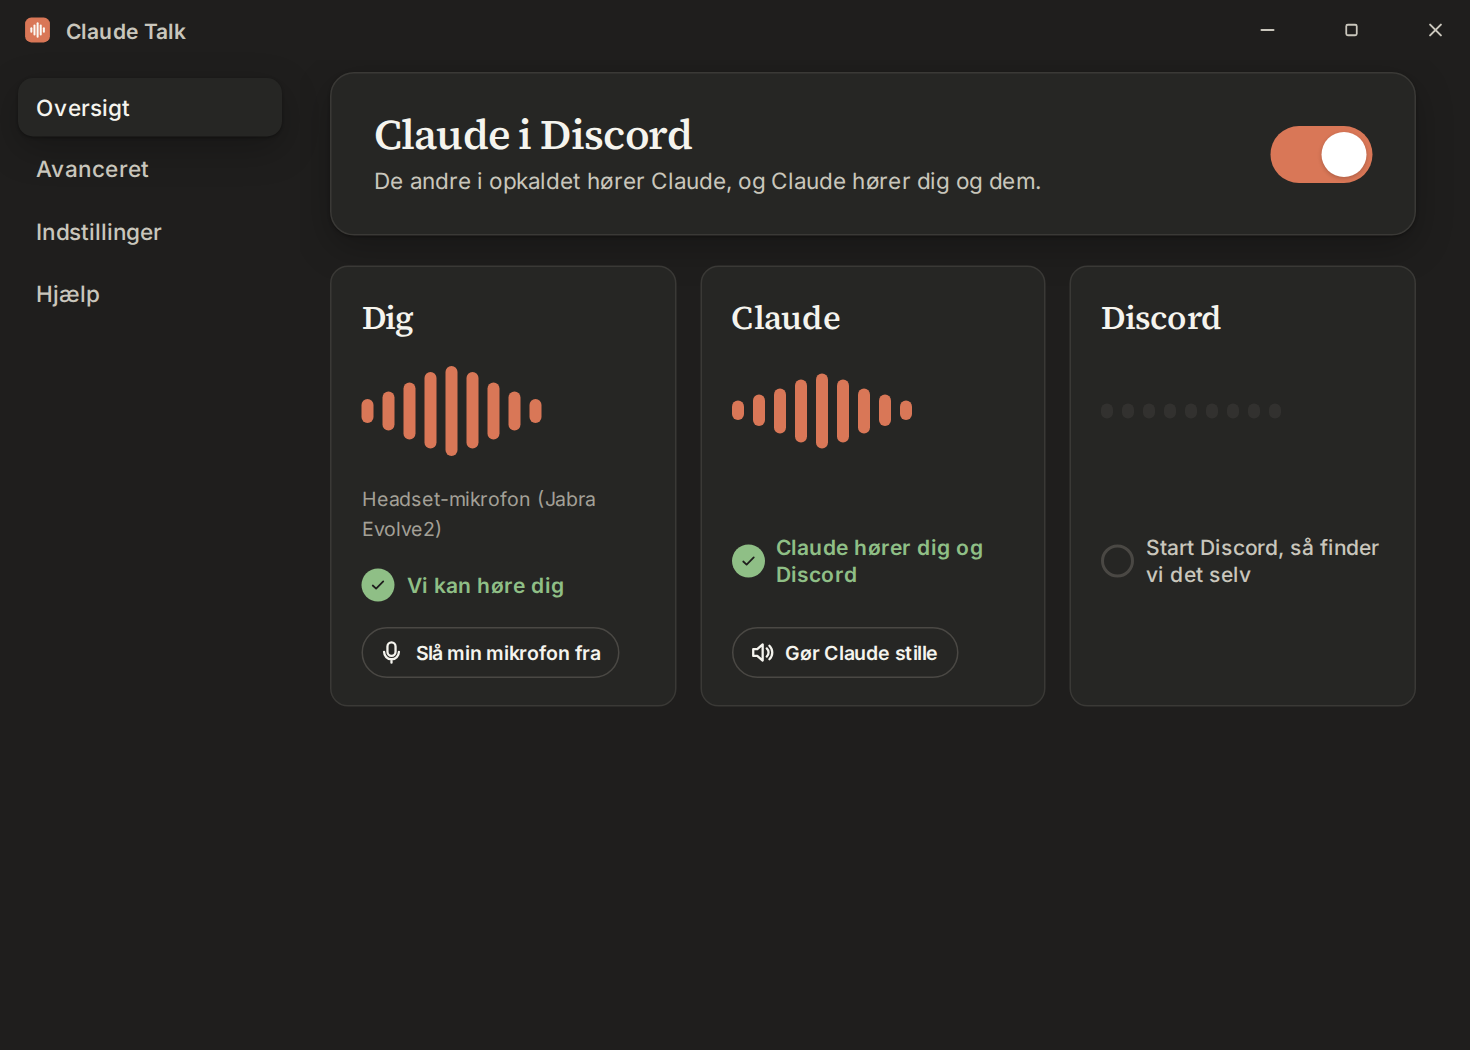 Claude Talk
Oversigt
Avanceret
Indstillinger
Hjælp
Claude i Discord
De andre i opkaldet hører Claude, og Claude hører dig og dem.
Dig
Headset-mikrofon (Jabra
Evolve2)
Vi kan høre dig
Slå min mikrofon fra
Claude
Claude hører dig og
Discord
Gør Claude stille
Discord
Start Discord, så finder
vi det selv